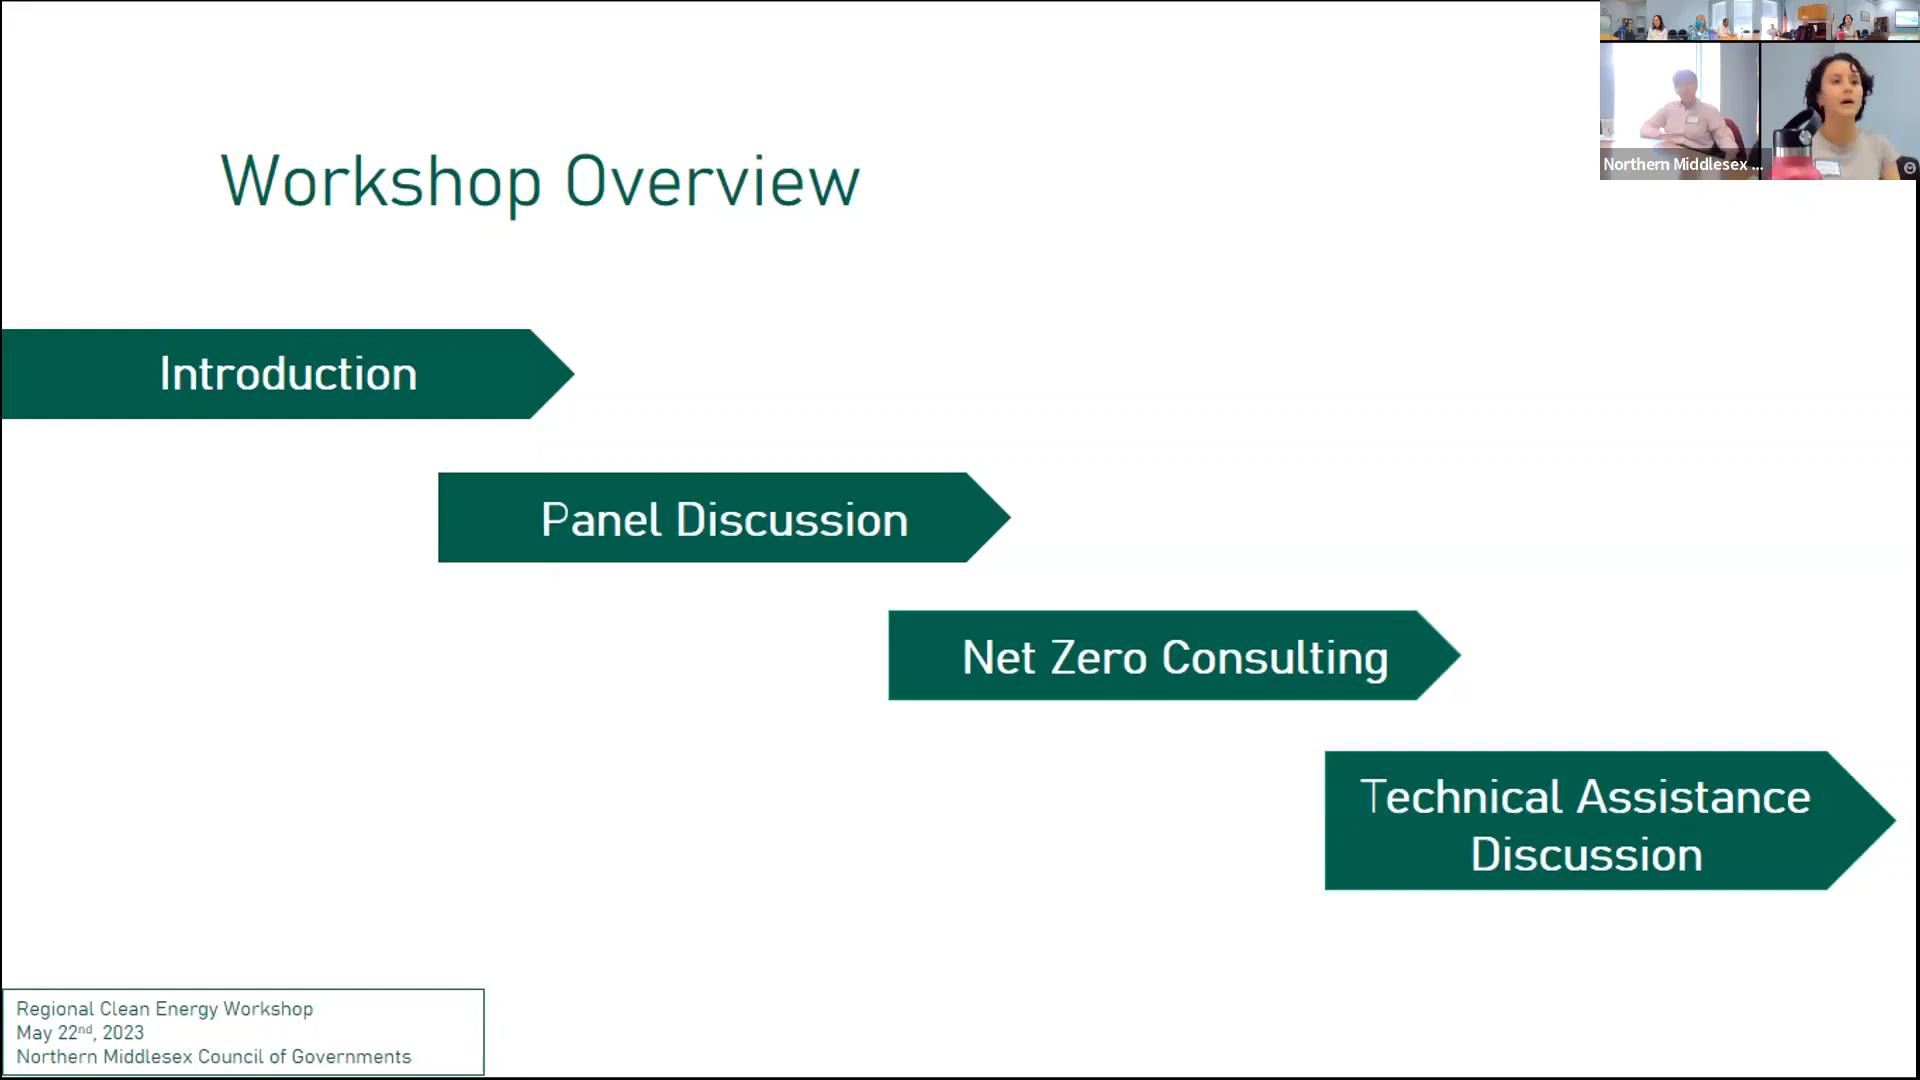 Northern Middlesex ...
Workshop Overview
Introduction
Panel Discussion
Net Zero Consulting
Technical Assistance
Discussion
Regional Clean Energy Workshop
May 22nd, 2023
Northern Middlesex Council of Governments